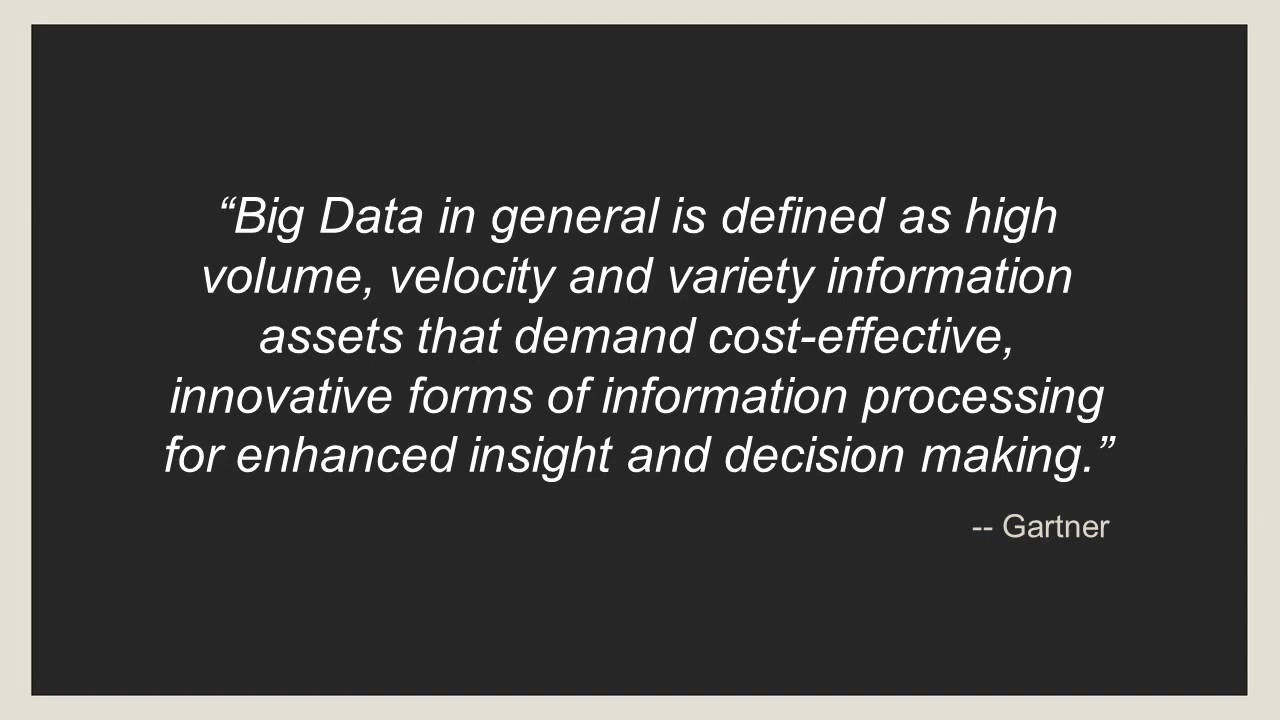 “Big Data in general is defined as high
volume, velocity and variety information
assets that demand cost-effective,
innovative forms of information processing
for enhanced insight and decision making.”
-- Gartner